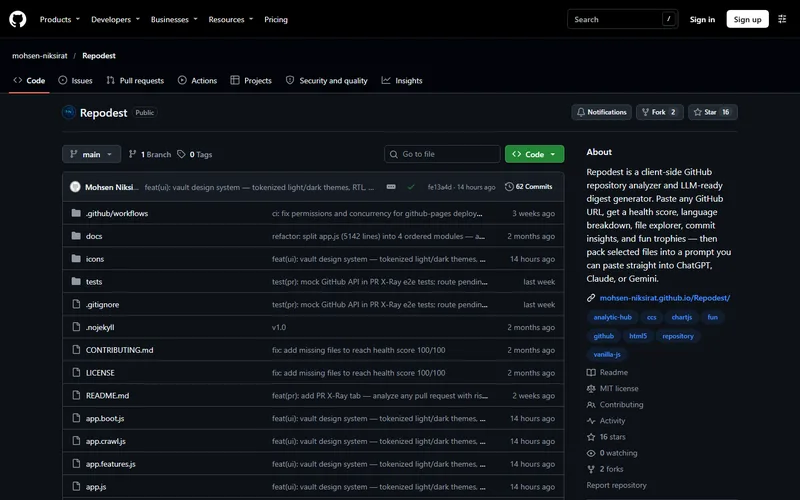 Products Developers Businesses Resources Pricing Search / Sign in Sign up
mohsen-niksirat / Repodest
Code Issues Pull requests Actions Projects Security and quality Insights
Repodest Public Notifications Fork 2 Star 16
main 1 Branch 0 Tags Go to file Code
Mohsen Niksi... feat(ui): vault design system — tokenized light/dark themes, RTL, ... fe13a4d · 14 hours ago 62 Commits
.github/workflows ci: fix permissions and concurrency for github-pages deploy... 3 weeks ago
docs refactor: split app.js (5142 lines) into 4 ordered modules — a... 2 months ago
icons feat(ui): vault design system — tokenized light/dark themes, ... 14 hours ago
tests test(pr): mock GitHub API in PR X-Ray e2e tests; route pendin... last week
.gitignore test(pr): mock GitHub API in PR X-Ray e2e tests; route pendin... last week
.nojekyll v1.0 2 months ago
CONTRIBUTING.md fix: add missing files to reach health score 100/100 2 months ago
LICENSE fix: add missing files to reach health score 100/100 2 months ago
README.md feat(pr): add PR X-Ray tab — analyze any pull request with ris... 2 weeks ago
app.boot.js feat(ui): vault design system — tokenized light/dark themes, ... 14 hours ago
app.crawl.js feat(ui): vault design system — tokenized light/dark themes, ... 14 hours ago
app.features.js feat(ui): vault design system — tokenized light/dark themes, ... 14 hours ago
app.js feat(ui): vault design system — tokenized light/dark themes, ... 14 hours ago
About
Repodest is a client-side GitHub
repository analyzer and LLM-ready
digest generator. Paste any GitHub
URL, get a health score, language
breakdown, file explorer, commit
insights, and fun trophies — then
pack selected files into a prompt you
can paste straight into ChatGPT,
Claude, or Gemini.
mohsen-niksirat.github.io/Repodest/
analytic-hub ccs chartjs fun
github html5 repository
vanilla-js
Readme
MIT license
Contributing
Activity
16 stars
0 watching
2 forks
Report repository